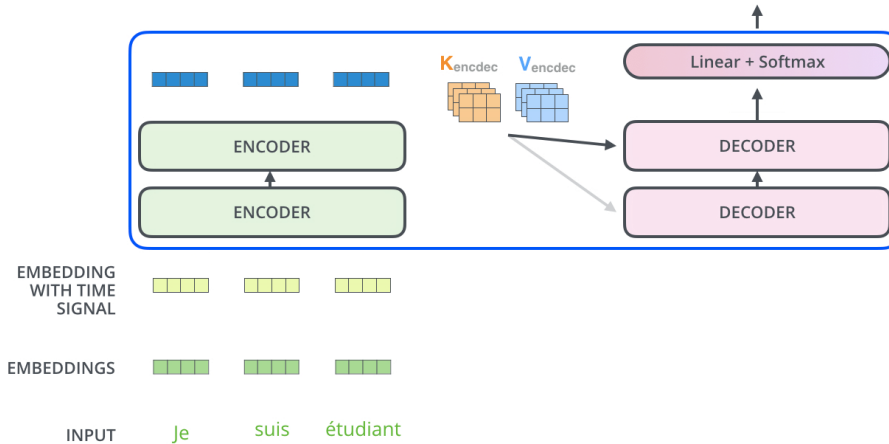 Kencdec Vencdec
Linear + Softmax
ENCODER
DECODER
ENCODER
DECODER
EMBEDDING
WITH TIME
SIGNAL
EMBEDDINGS
INPUT Je suis étudiant